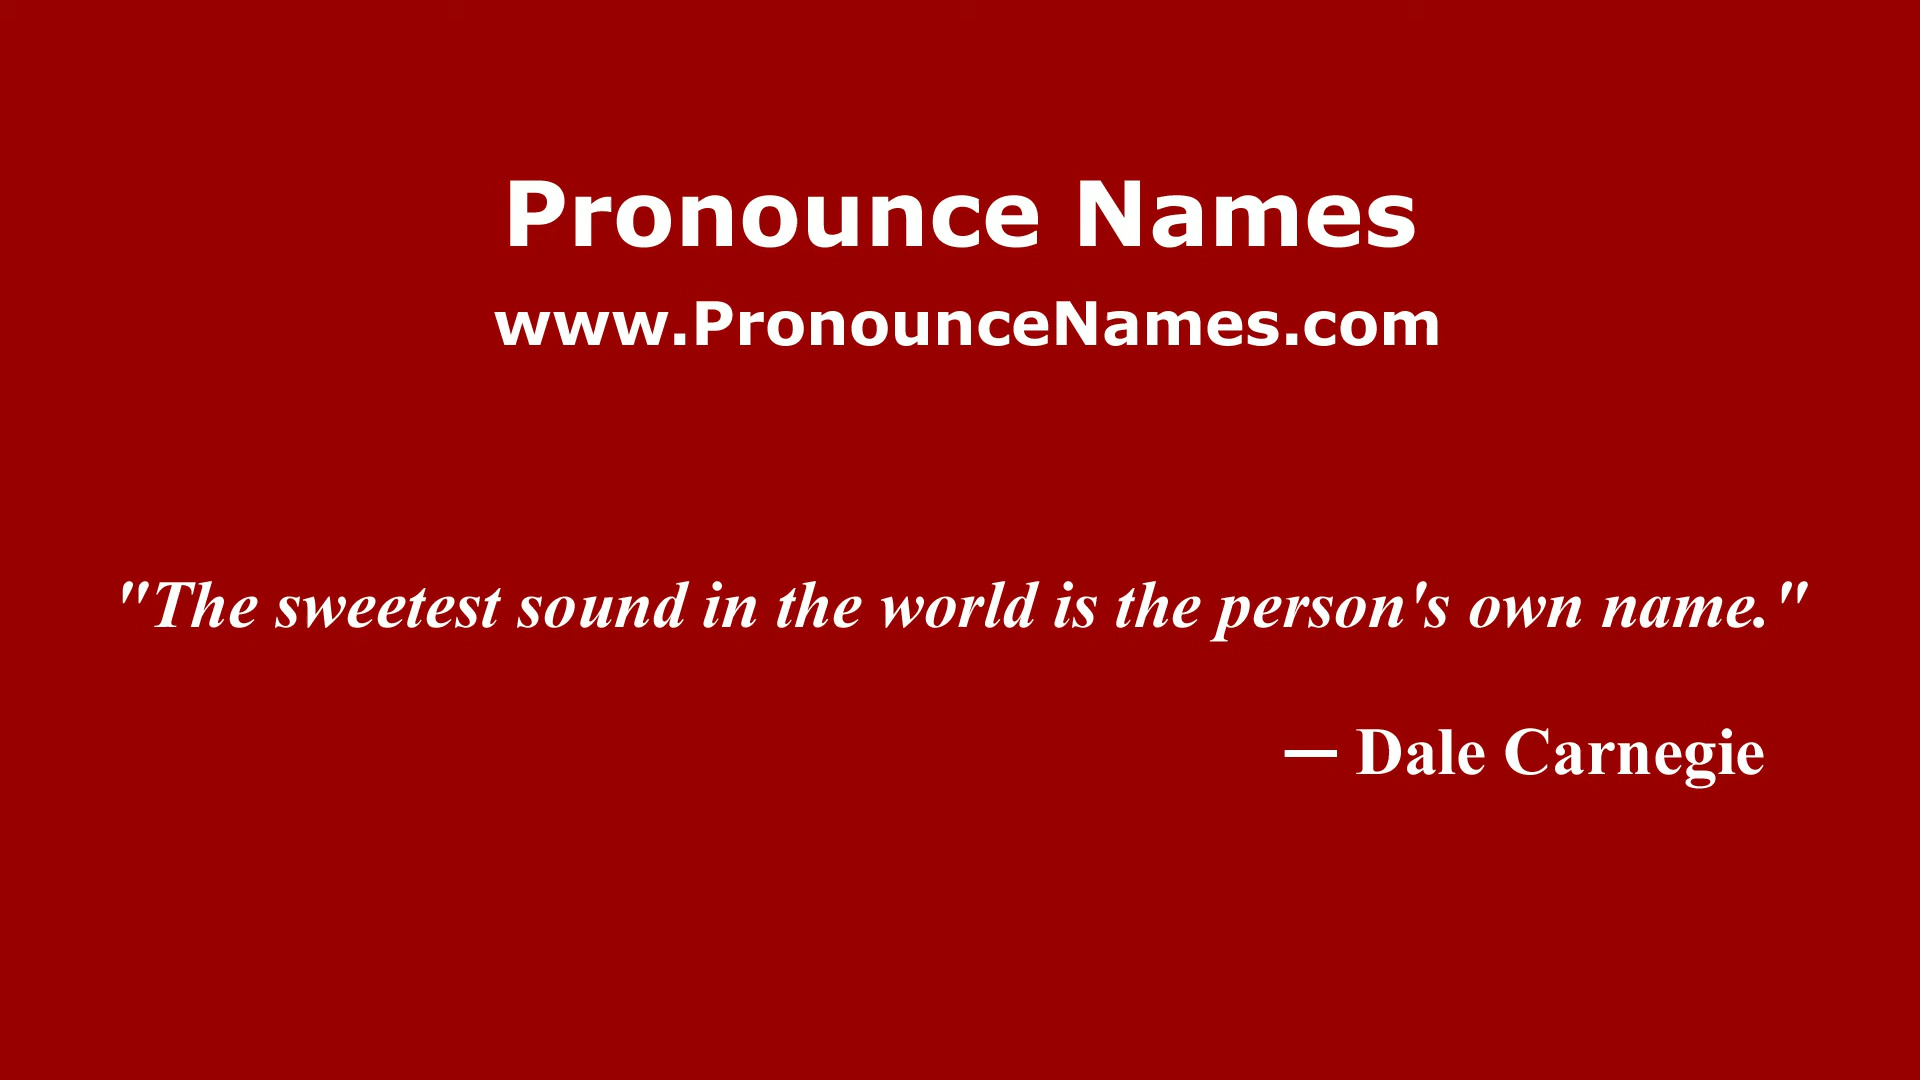 Pronounce Names
www.PronounceNames.com
"The sweetest sound in the world is the person's own name."
— Dale Carnegie